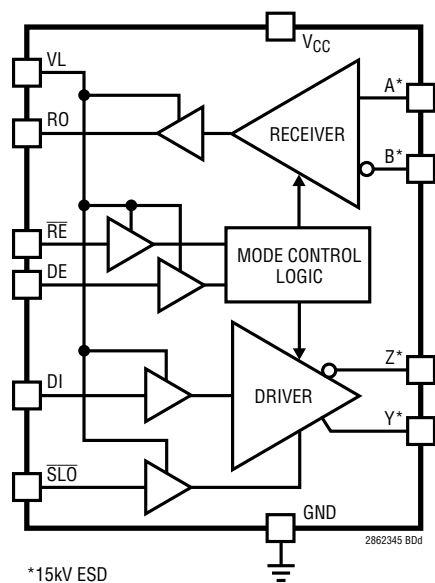 VCC
VL
A*
RO
RECEIVER
B*
RE
MODE CONTROL
LOGIC
DE
Z*
DI
DRIVER
Y*
SLO
GND
2862345 BDd
*15kV ESD